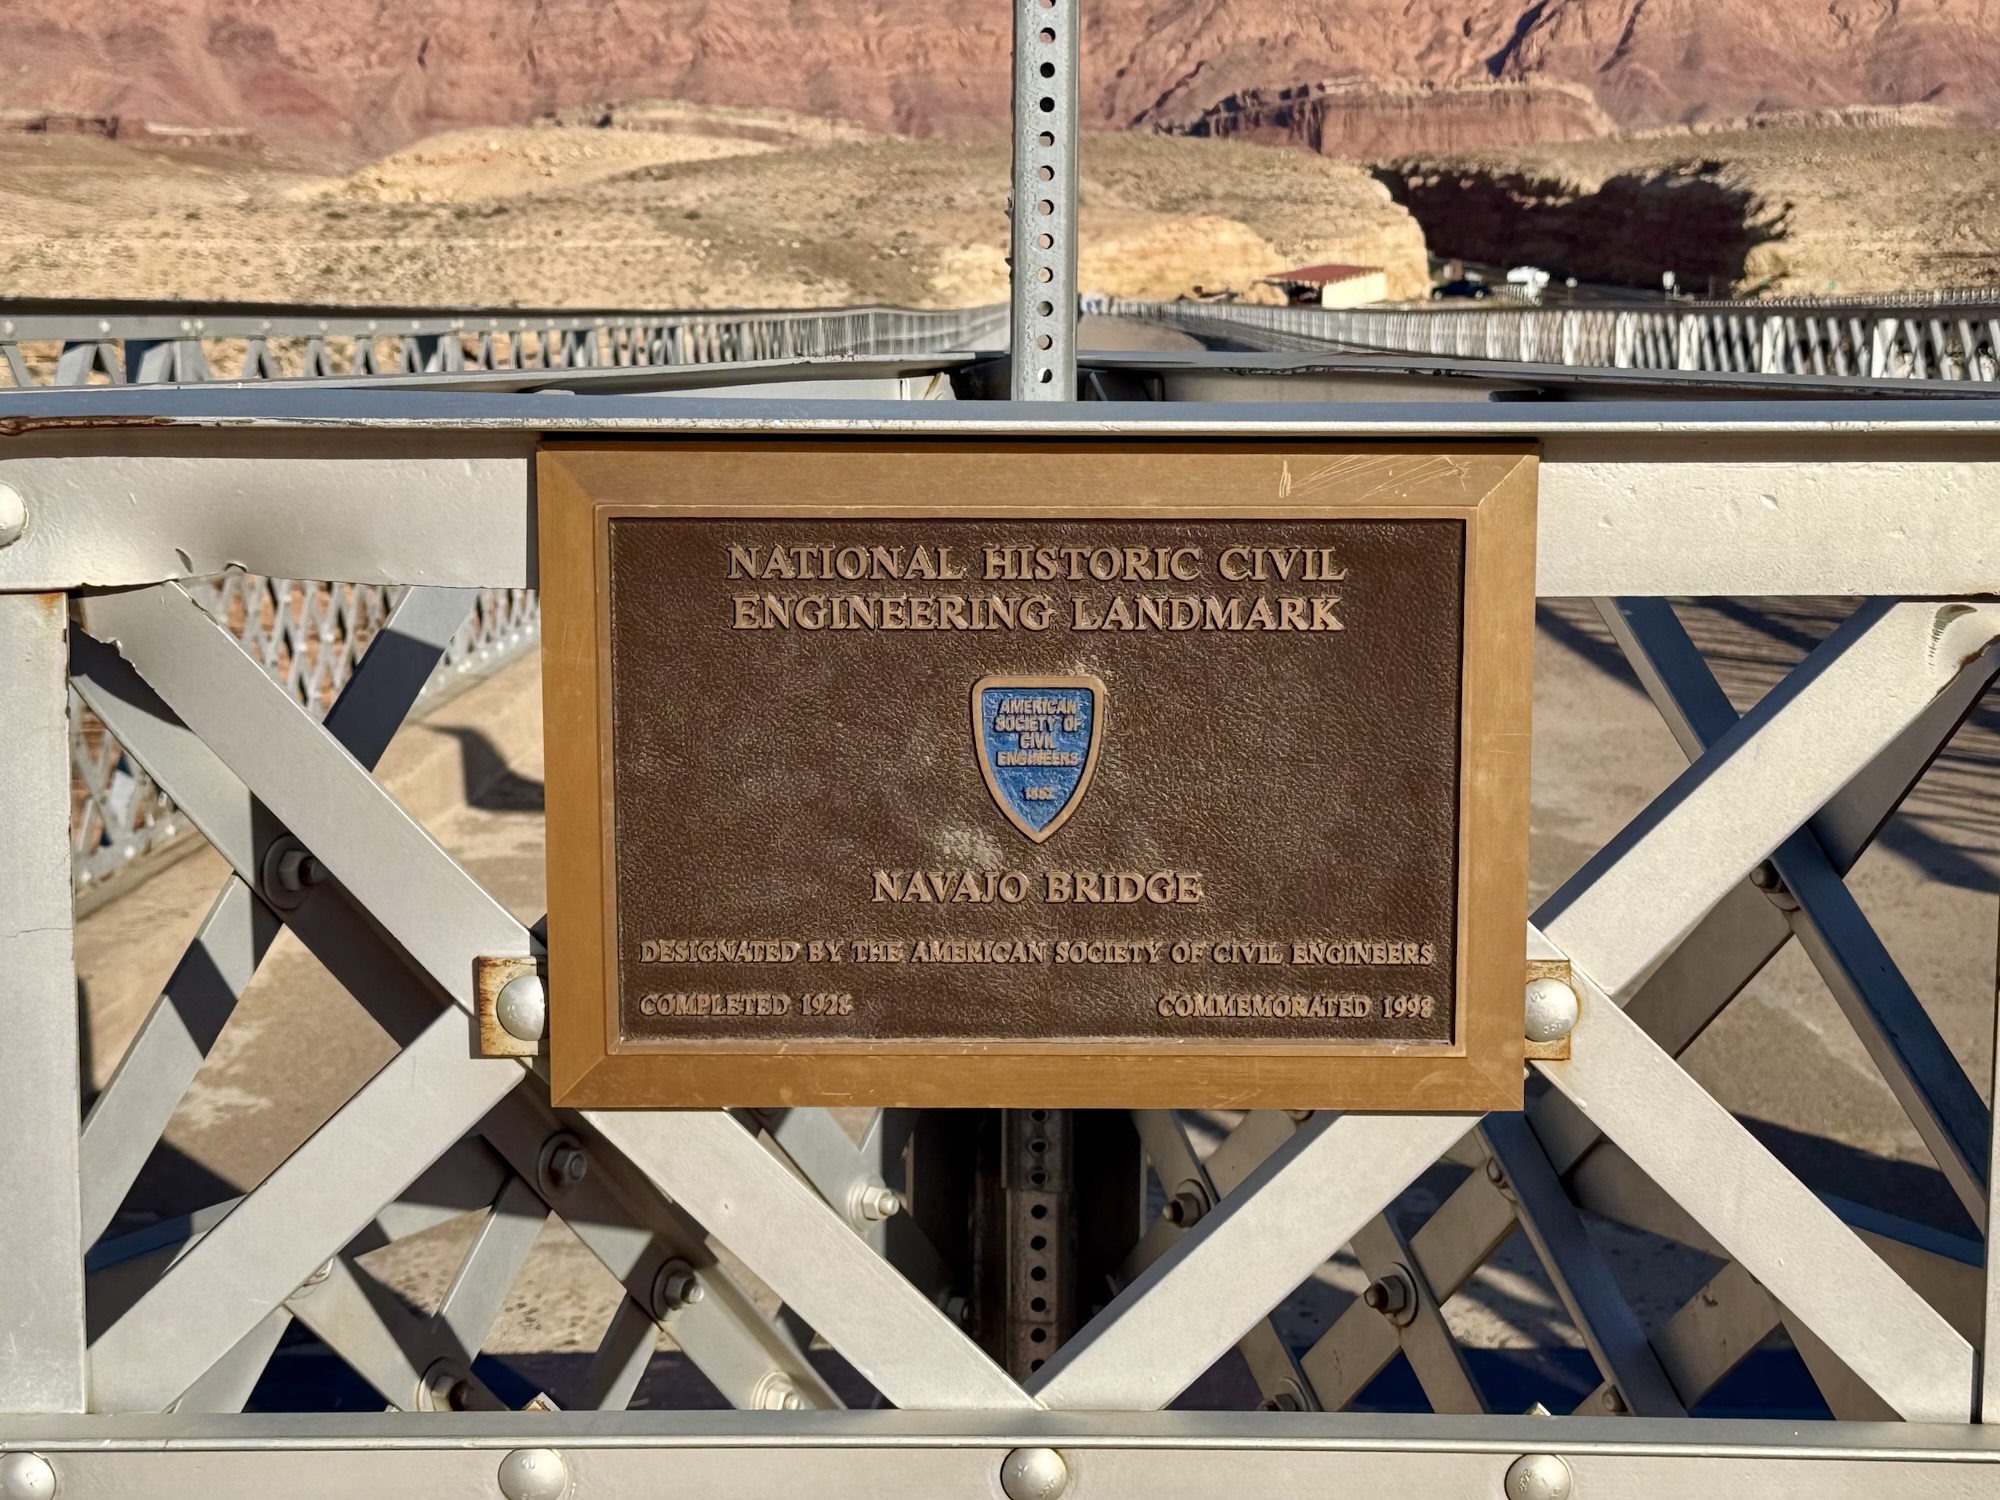 NATIONAL HISTORIC CIVIL
ENGINEERING LANDMARK
AMERICAN
SOCIETY OF
CIVIL
ENGINEERS
1852
NAVAJO BRIDGE
DESIGNATED BY THE AMERICAN SOCIETY OF CIVIL ENGINEERS
COMPLETED 1928 COMMEMORATED 1998